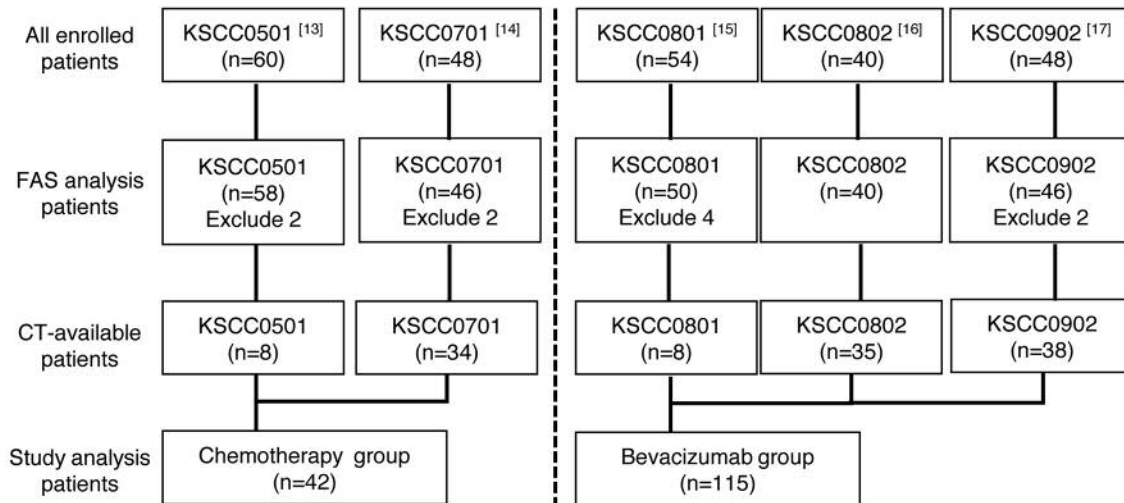 All enrolled
patients
KSCC0501 [13]
(n=60)
KSCC0701 [14]
(n=48)
KSCC0801 [15]
(n=54)
KSCC0802 [16]
(n=40)
KSCC0902 [17]
(n=48)
FAS analysis
patients
KSCC0501
(n=58)
Exclude 2
KSCC0701
(n=46)
Exclude 2
KSCC0801
(n=50)
Exclude 4
KSCC0802
(n=40)
KSCC0902
(n=46)
Exclude 2
CT-available
patients
KSCC0501
(n=8)
KSCC0701
(n=34)
KSCC0801
(n=8)
KSCC0802
(n=35)
KSCC0902
(n=38)
Study analysis
patients
Chemotherapy group
(n=42)
Bevacizumab group
(n=115)